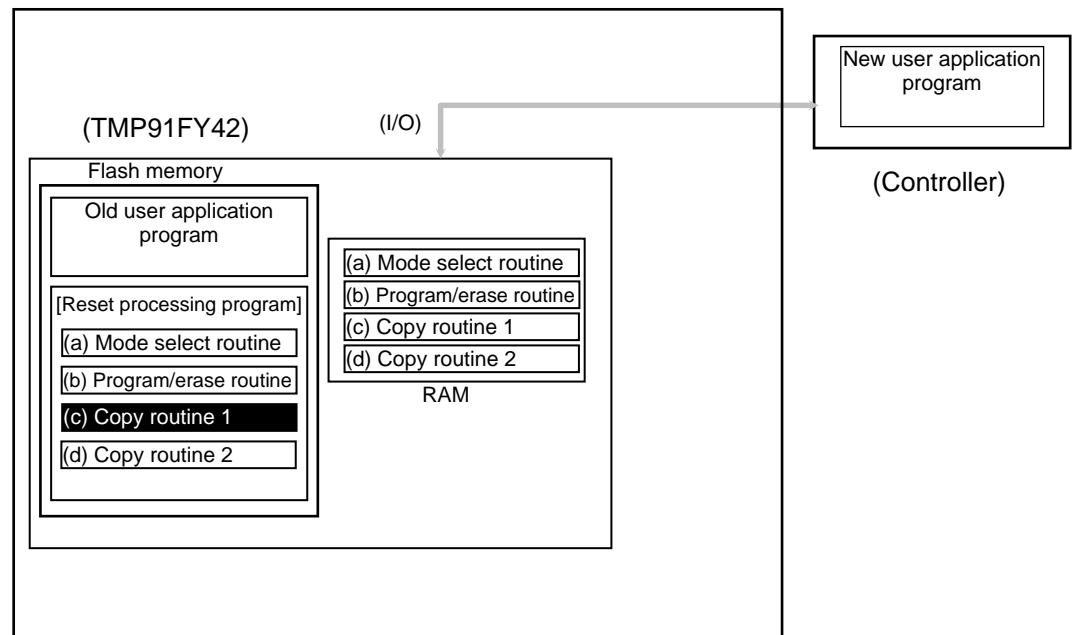 New user application
program
(Controller)
(I/O)
(TMP91FY42)
Flash memory
Old user application
program
[Reset processing program]
(a) Mode select routine
(b) Program/erase routine
(c) Copy routine 1
(d) Copy routine 2
(a) Mode select routine
(b) Program/erase routine
(c) Copy routine 1
(d) Copy routine 2
RAM